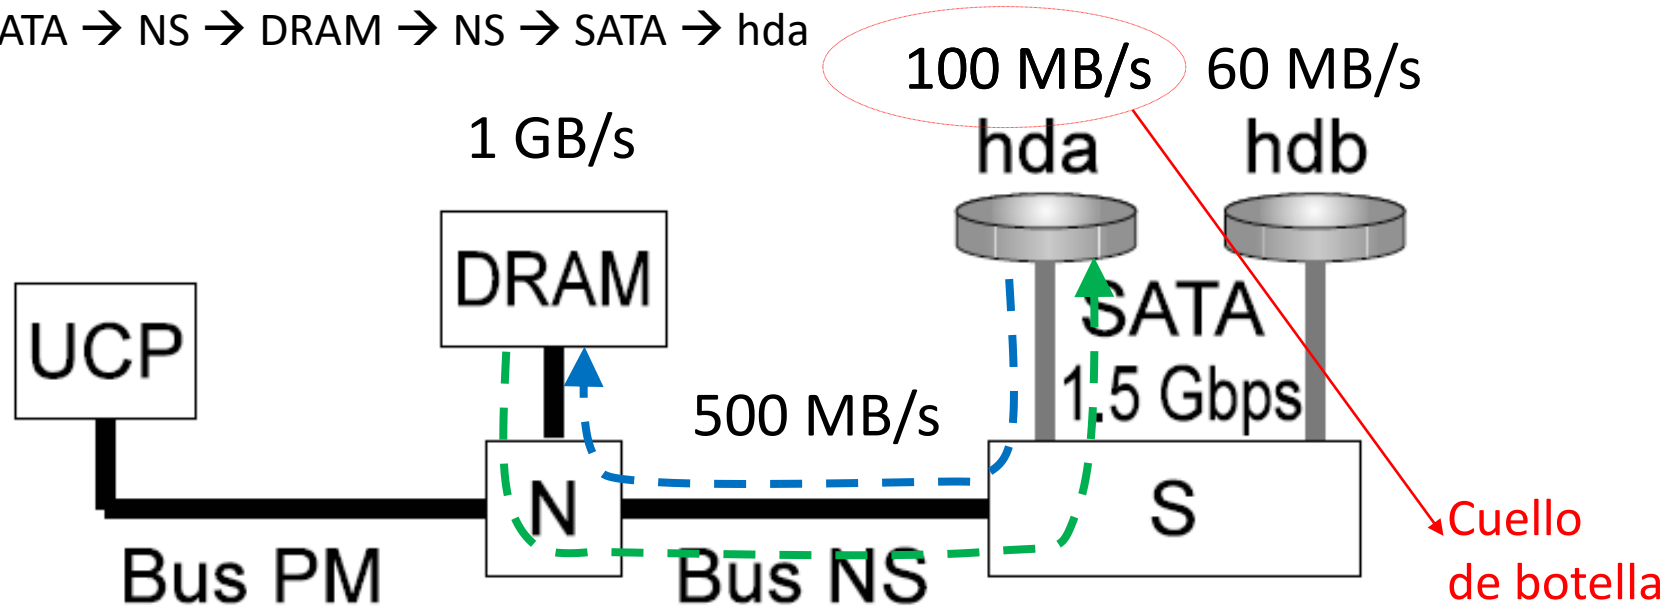 ATA → NS → DRAM → NS → SATA → hda
100 MB/s 60 MB/s
1 GB/s
hda hdb
DRAM
SATA
UCP
1.5 Gbps
500 MB/s
N
S
Cuello
de botella
Bus PM
Bus NS